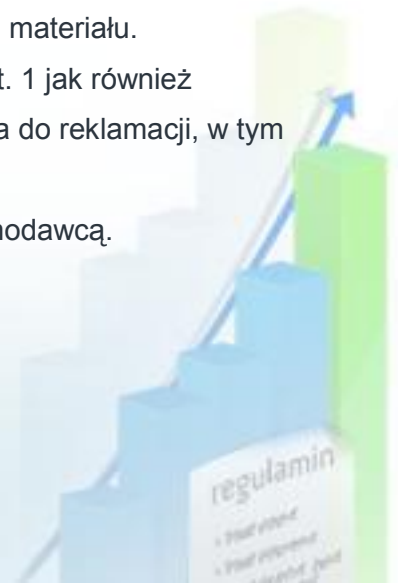 materiału.
t. 1 jak również
a do reklamacji, w tym
nodawcą.
regulamin